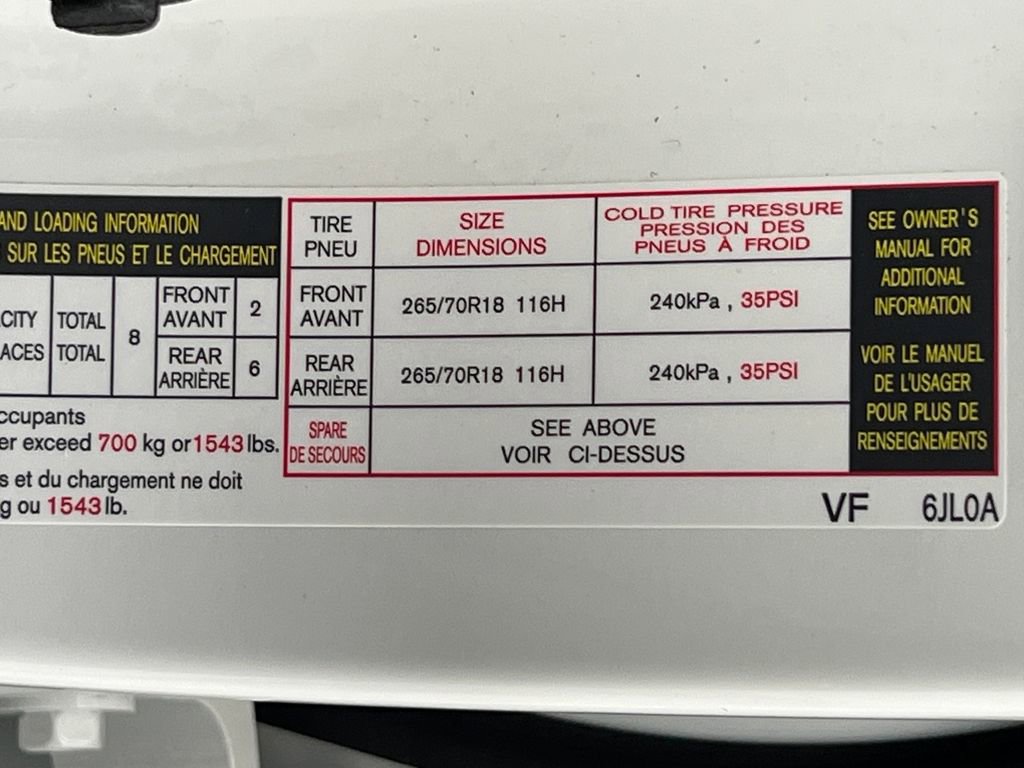 AND LOADING INFORMATION
SUR LES PNEUS ET LE CHARGEMENT
TOTAL
TOTAL
8
FRONT
AVANT
2
REAR
ARRIÈRE
6
er exceed 700 kg or 1543 lbs.
s et du chargement ne doit
g ou 1543 lb.
TIRE
PNEU
SIZE
DIMENSIONS
COLD TIRE PRESSURE
PRESSION DES
PNEUS À FROID
FRONT
AVANT
265/70R18 116H
240kPa , 35PSI
REAR
ARRIÈRE
265/70R18 116H
240kPa , 35PSI
SPARE
DE SECOURS
SEE ABOVE
VOIR CI-DESSUS
SEE OWNER'S
MANUAL FOR
ADDITIONAL
INFORMATION
VOIR LE MANUEL
DE L'USAGER
POUR PLUS DE
RENSEIGNEMENTS
VF 6JL0A